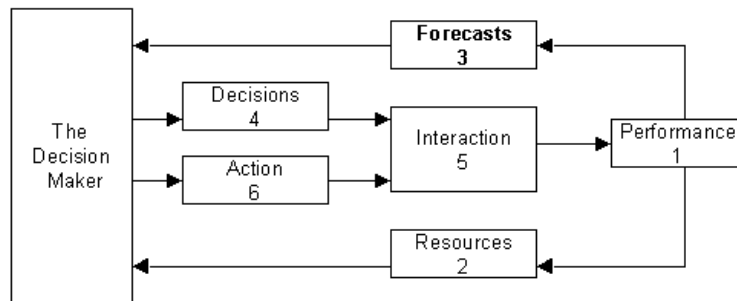 Forecasts
3
Decisions
4
The
Decision
Maker
Interaction
5
Performance
1
Action
6
Resources
2